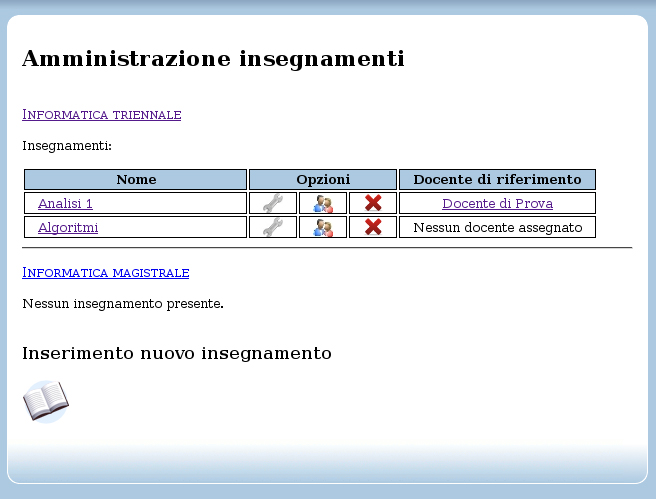 Amministrazione insegnamenti
INFORMATICA TRIENNALE
Insegnamenti:
Nome Opzioni Docente di riferimento
Analisi 1 Docente di Prova
Algoritmi Nessun docente assegnato
INFORMATICA MAGISTRALE
Nessun insegnamento presente.
Inserimento nuovo insegnamento